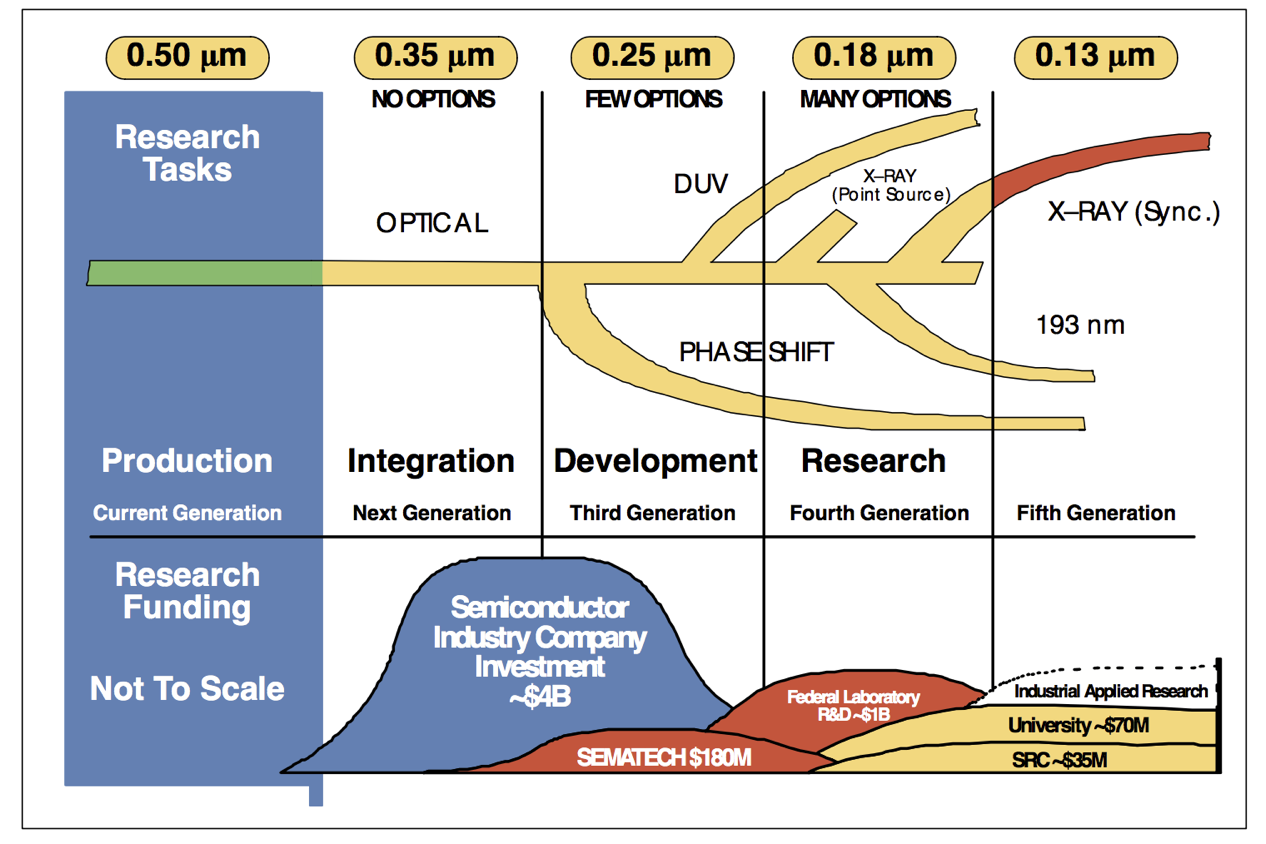 0.50 µm
0.35 µm
0.25 µm
0.18 µm
0.13 µm
NO OPTIONS
FEW OPTIONS
MANY OPTIONS
Research
Tasks
OPTICAL
DUV
X–RAY
(Point Source)
X–RAY (Sync.)
193 nm
PHASE SHIFT
Production
Integration
Development
Research
Current Generation
Next Generation
Third Generation
Fourth Generation
Fifth Generation
Research
Funding
Not To Scale
Semiconductor
Industry Company
Investment
~$4B
Federal Laboratory
R&D ~$1B
SEMATECH $180M
Industrial Applied Research
University ~$70M
SRC ~$35M